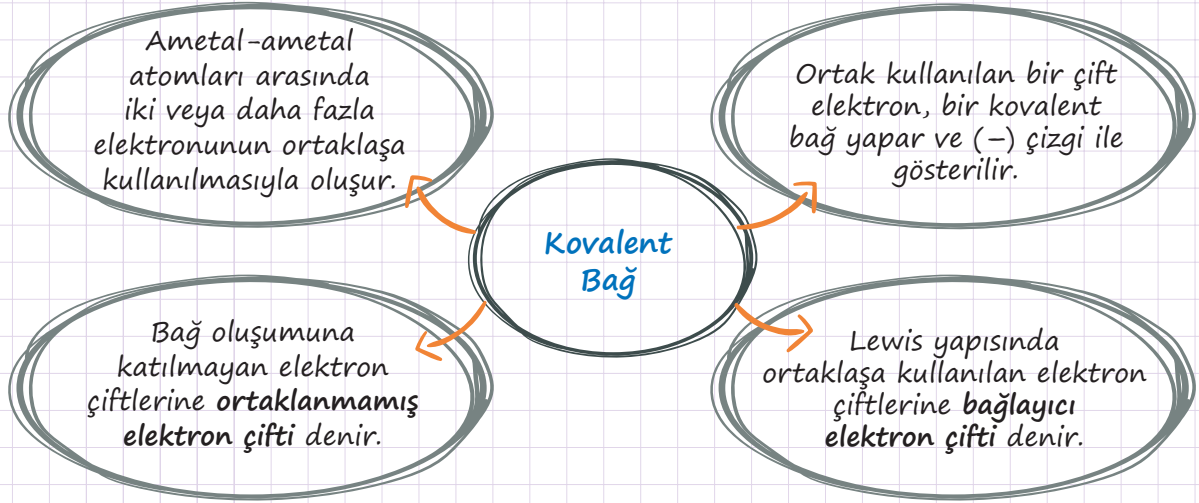 Ametal-ametal
atomları arasında
iki veya daha fazla
elektronunun ortaklaşa
kullanılmasıyla oluşur.
Ortak kullanılan bir çift
elektron, bir kovalent
bağ yapar ve (–) çizgi ile
gösterilir.
Kovalent
Bağ
Bağ oluşumuna
katılmayan elektron
çiftlerine ortaklanmamış
elektron çifti denir.
Lewis yapısında
ortaklaşa kullanılan elektron
çiftlerine bağlayıcı
elektron çifti denir.